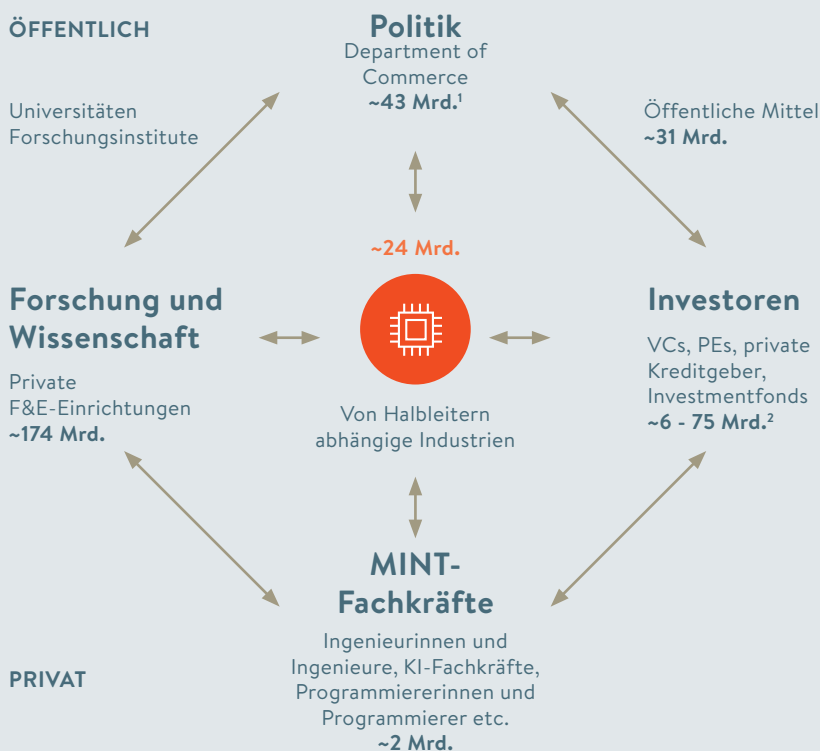 ÖFFENTLICH
Politik
Department of
Commerce
~43 Mrd.¹
Universitäten
Forschungsinstitute
Öffentliche Mittel
~31 Mrd.
~24 Mrd.
Forschung und
Wissenschaft
Private
F&E-Einrichtungen
~174 Mrd.
Von Halbleitern
abhängige Industrien
Investoren
VCs, PEs, private
Kreditgeber,
Investmentfonds
~6 - 75 Mrd.²
MINT-
Fachkräfte
Ingenieurinnen und
Ingenieure, KI-Fachkräfte,
Programmiererinnen und
Programmierer etc.
~2 Mrd.
PRIVAT